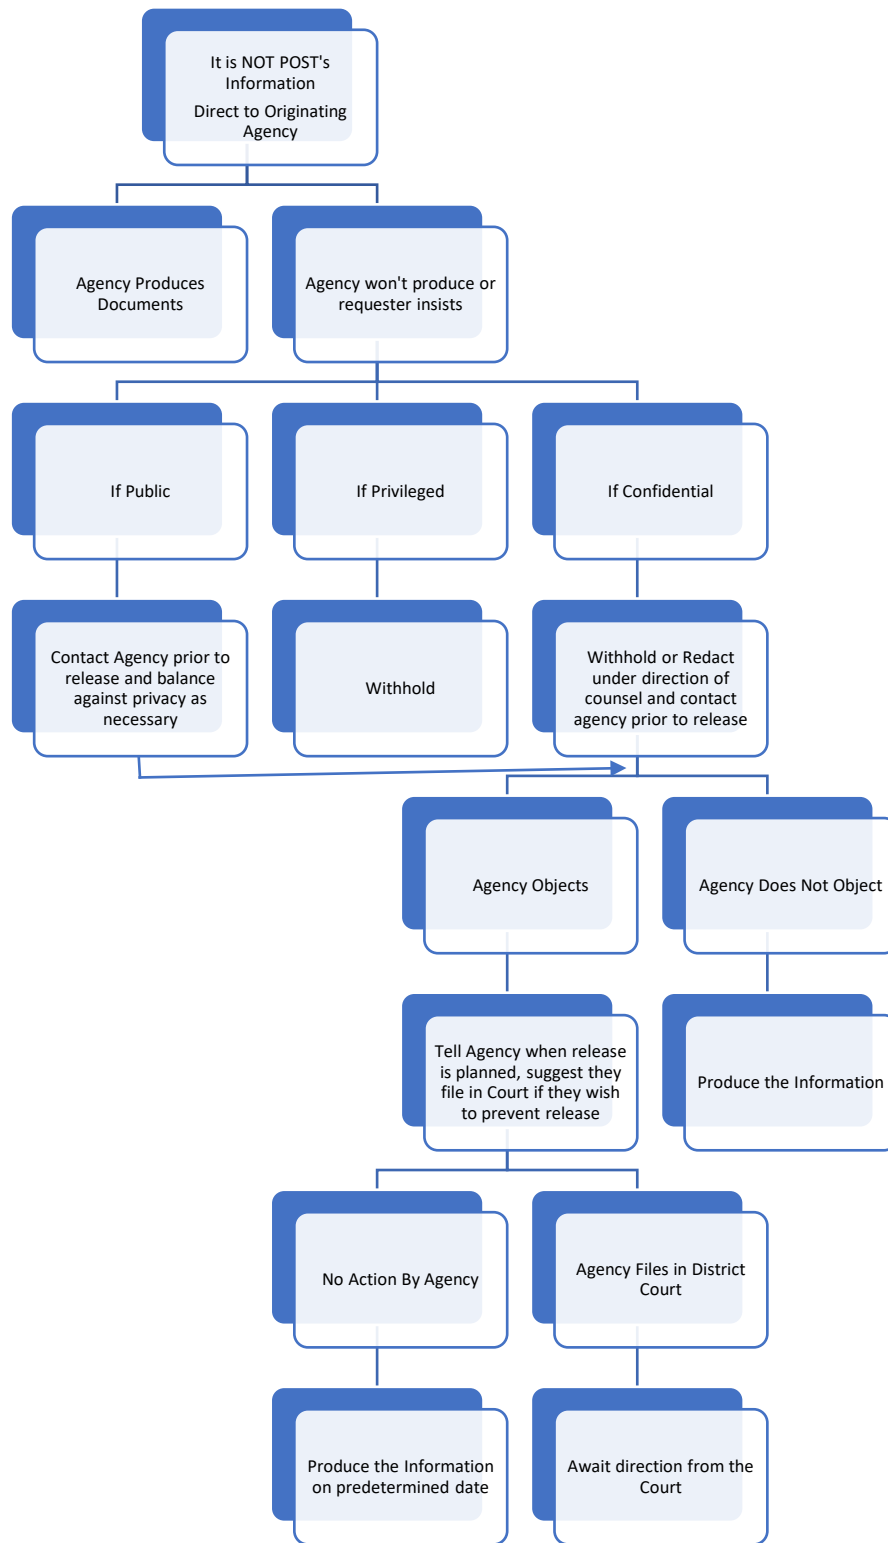 It is NOT POST's
Information
Direct to Originating
Agency
Agency Produces
Documents
Agency won't produce or
requester insists
If Public
If Privileged
If Confidential
Contact Agency prior to
release and balance
against privacy as
necessary
Withhold
Withhold or Redact
under direction of
counsel and contact
agency prior to release
Agency Objects
Agency Does Not Object
Tell Agency when release
is planned, suggest they
file in Court if they wish
to prevent release
Produce the Information
No Action By Agency
Agency Files in District
Court
Produce the Information
on predetermined date
Await direction from the
Court